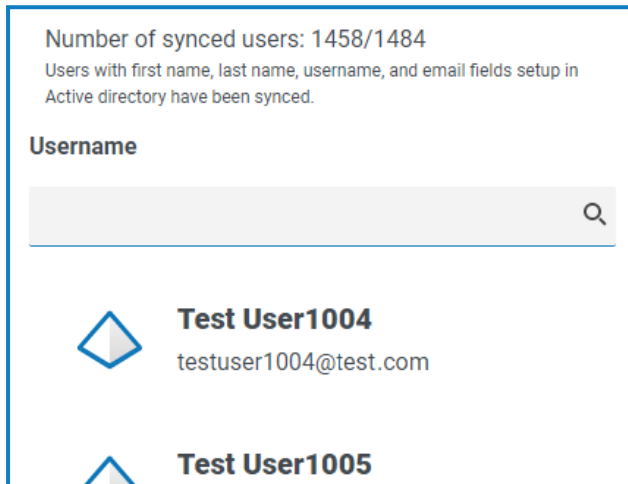 Number of synced users: 1458/1484
Users with first name, last name, username, and email fields setup in
Active directory have been synced.
Username
Test User1004
testuser1004@test.com
Test User1005